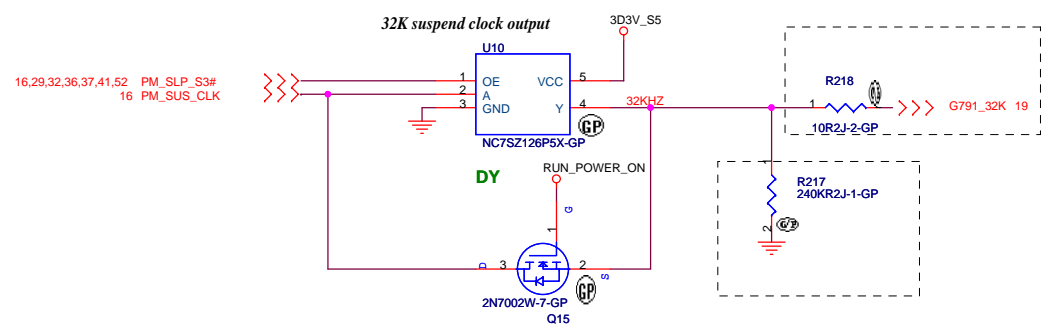 32K suspend clock output
3D3V_S5
U10
16,29,32,36,37,41,52 PM_SLP_S3#
16 PM_SUS_CLK
1 OE VCC 5
2 A
3 GND Y 4
32KHZ
NC7SZ126P5X-GP
GP
R218
1
10R2J-2-GP
G791_32K 19
DY
RUN_POWER_ON
G
1
1
R217
240KR2J-1-GP
2
G/P
D 3
2 S
GP
2N7002W-7-GP
Q15